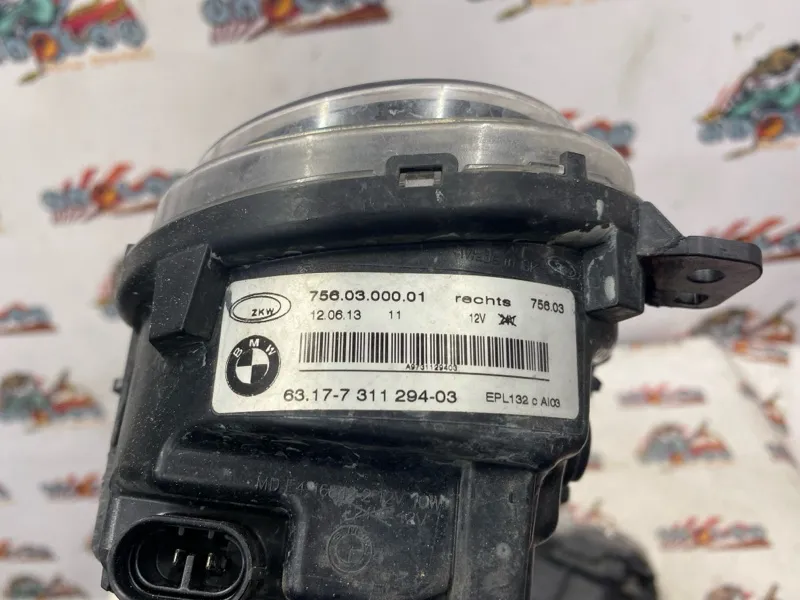 ZKW 756.03.000.01 rechts 756.03
12.06.13 11 12V
BMW
A9731129403
63.17-7 311 294-03 EPL132 c AI03